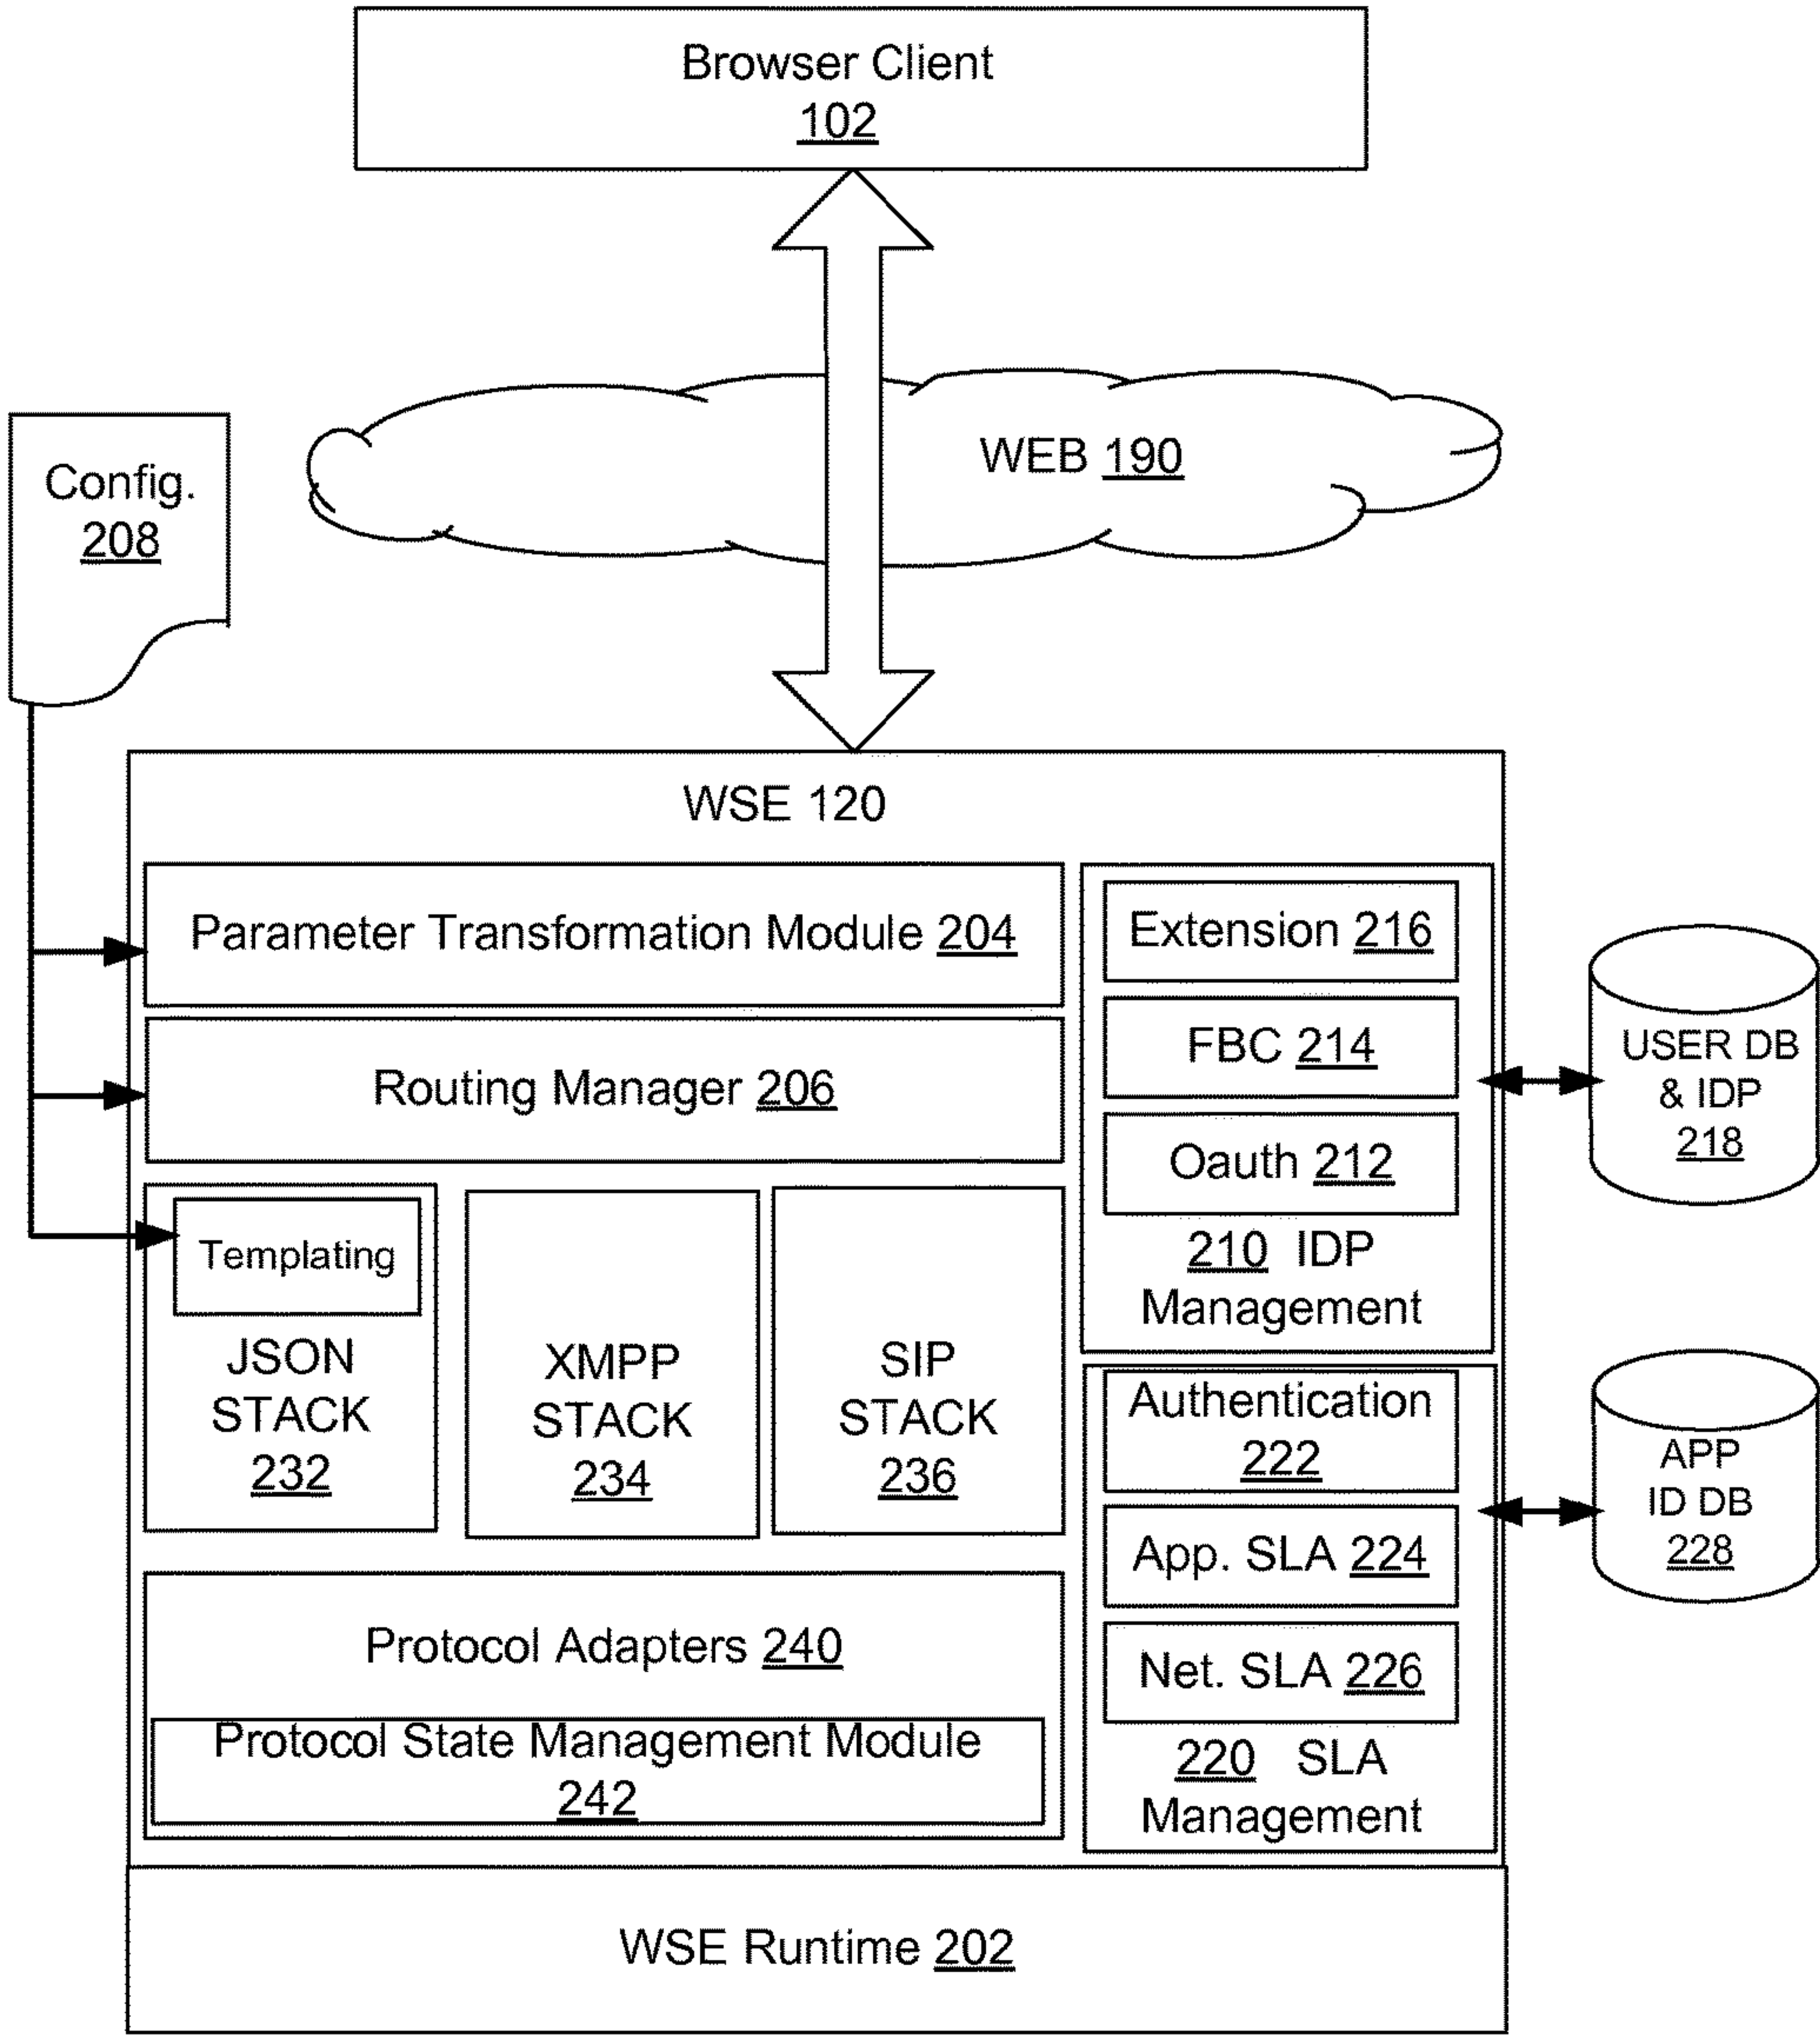 Browser Client
102
WEB 190
Config.
208
WSE 120
Parameter Transformation Module 204
Routing Manager 206
Templating
JSON
STACK
232
XMPP
STACK
234
SIP
STACK
236
Protocol Adapters 240
Protocol State Management Module
242
Extension 216
FBC 214
Oauth 212
210 IDP
Management
Authentication
222
App. SLA 224
Net. SLA 226
220 SLA
Management
USER DB
& IDP
218
APP
ID DB
228
WSE Runtime 202